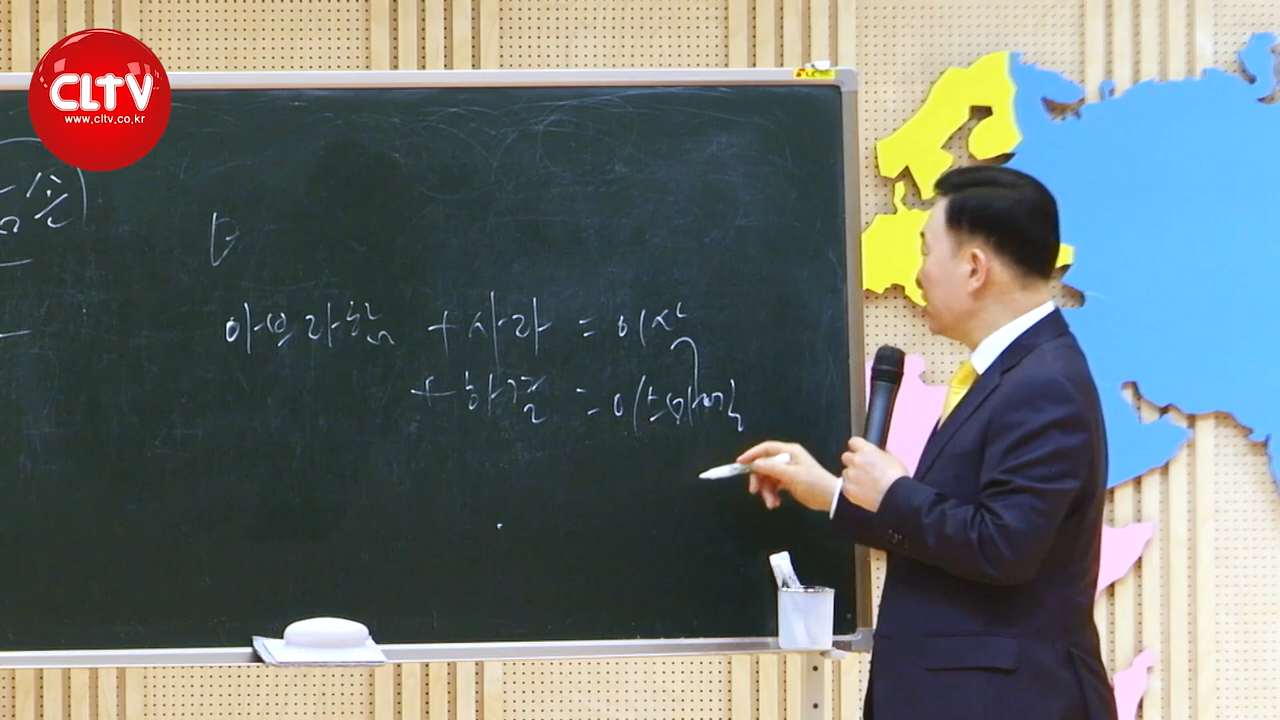 CLTV
www.cltv.co.kr
아브라함 + 사라 = 이삭
+ 하갈 = 이스마엘